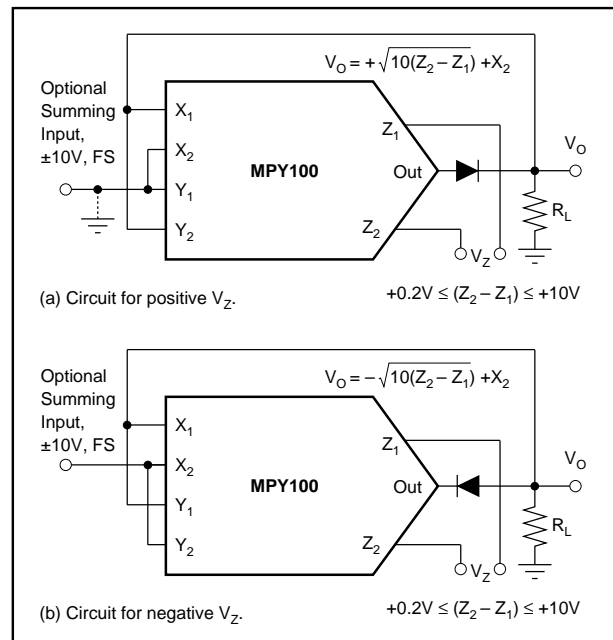 V_O = +√10(Z_2 – Z_1) +X_2
Optional
Summing
Input,
±10V, FS
X_1
X_2
Y_1
Y_2
MPY100
Z_1
Out
Z_2
V_Z
V_O
R_L
(a) Circuit for positive V_Z.
+0.2V ≤ (Z_2 – Z_1) ≤ +10V
V_O = –√10(Z_2 – Z_1) +X_2
Optional
Summing
Input,
±10V, FS
X_1
X_2
Y_1
Y_2
MPY100
Z_1
Out
Z_2
V_Z
V_O
R_L
(b) Circuit for negative V_Z.
+0.2V ≤ (Z_2 – Z_1) ≤ +10V